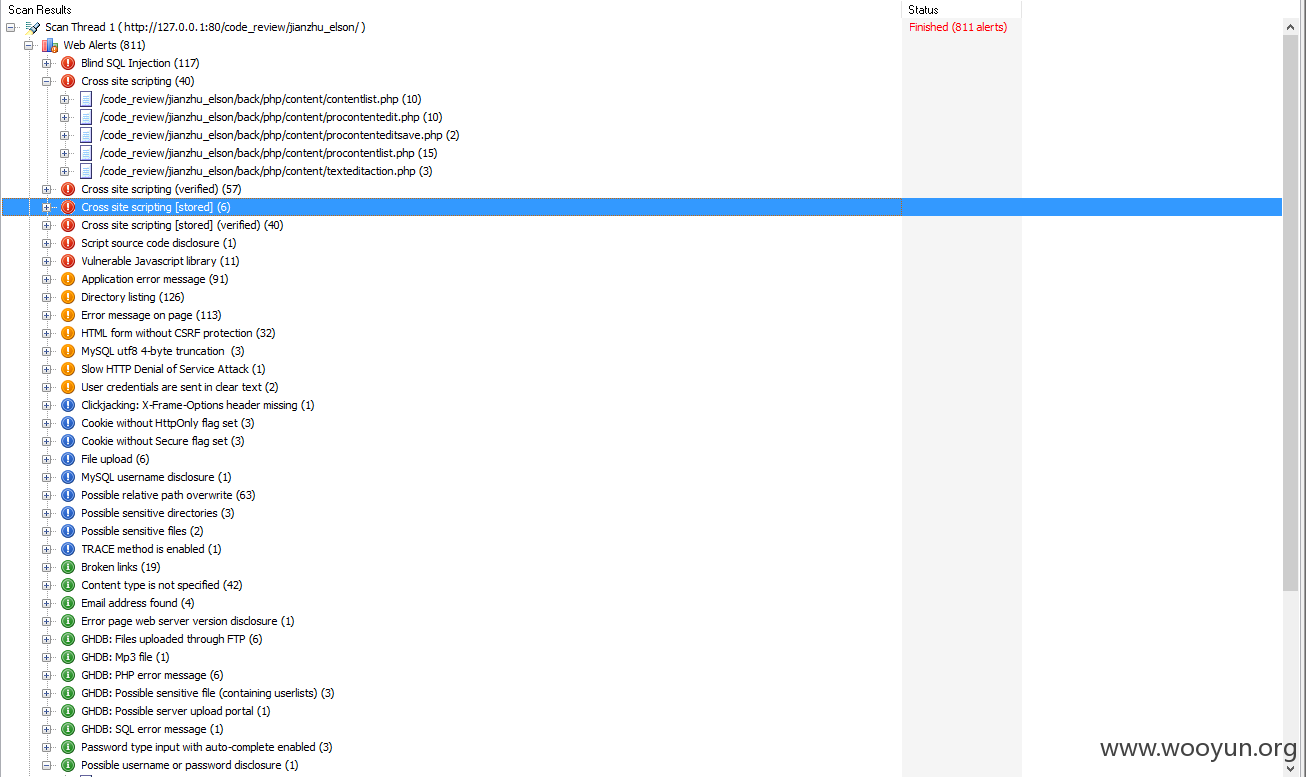 Scan Results Status
Scan Thread 1 ( http://127.0.0.1:80/code_review/jianzhu_elson/ ) Finished (811 alerts)
Web Alerts (811)
Blind SQL Injection (117)
Cross site scripting (40)
/code_review/jianzhu_elson/back/php/content/contentlist.php (10)
/code_review/jianzhu_elson/back/php/content/procontentedit.php (10)
/code_review/jianzhu_elson/back/php/content/procontenteditsave.php (2)
/code_review/jianzhu_elson/back/php/content/procontentlist.php (15)
/code_review/jianzhu_elson/back/php/content/texteditaction.php (3)
Cross site scripting (verified) (57)
Cross site scripting [stored] (6)
Cross site scripting [stored] (verified) (40)
Script source code disclosure (1)
Vulnerable Javascript library (11)
Application error message (91)
Directory listing (126)
Error message on page (113)
HTML form without CSRF protection (32)
MySQL utf8 4-byte truncation (3)
Slow HTTP Denial of Service Attack (1)
User credentials are sent in clear text (2)
Clickjacking: X-Frame-Options header missing (1)
Cookie without HttpOnly flag set (3)
Cookie without Secure flag set (3)
File upload (6)
MySQL username disclosure (1)
Possible relative path overwrite (63)
Possible sensitive directories (3)
Possible sensitive files (2)
TRACE method is enabled (1)
Broken links (19)
Content type is not specified (42)
Email address found (4)
Error page web server version disclosure (1)
GHDB: Files uploaded through FTP (6)
GHDB: Mp3 file (1)
GHDB: PHP error message (6)
GHDB: Possible sensitive file (containing userlists) (3)
GHDB: Possible server upload portal (1)
GHDB: SQL error message (1)
Password type input with auto-complete enabled (3)
Possible username or password disclosure (1)
www.wooyun.org